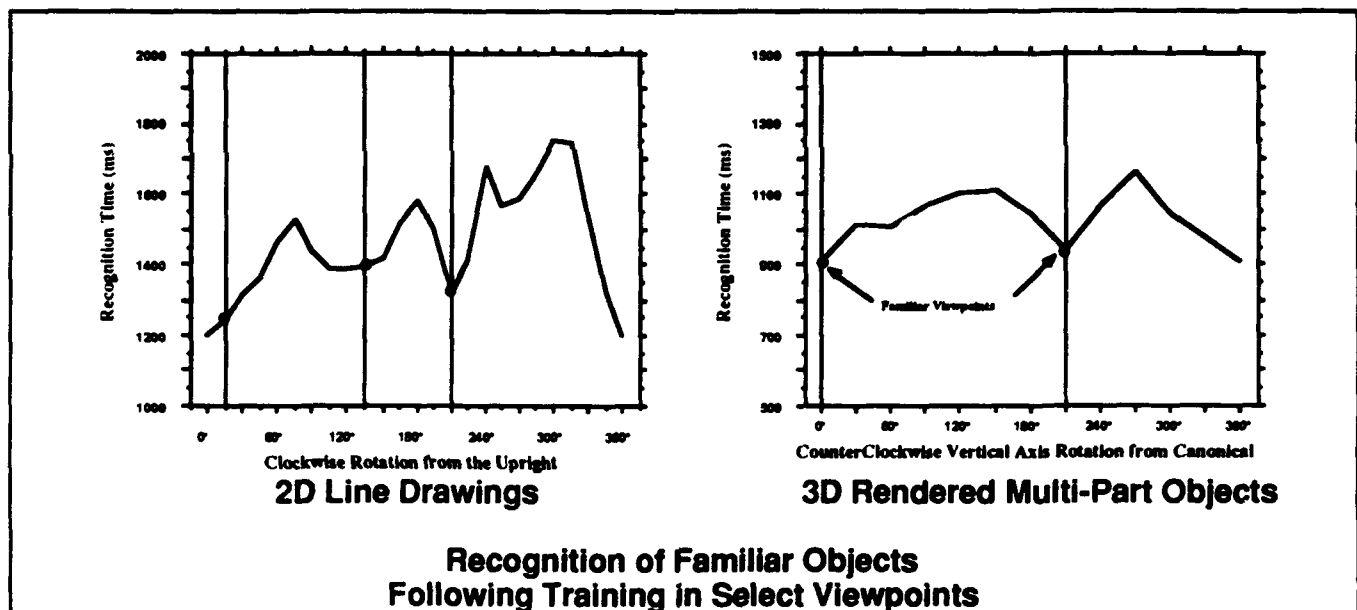 2000
1800
1600
1400
1200
1000
Recognition Time (ms)
0° 60° 120° 180° 240° 300° 360°
Clockwise Rotation from the Upright
2D Line Drawings
1500
1300
1100
900
700
500
Recognition Time (ms)
Familiar Viewpoints
0° 60° 120° 180° 240° 300° 360°
CounterClockwise Vertical Axis Rotation from Canonical
3D Rendered Multi-Part Objects
Recognition of Familiar Objects
Following Training in Select Viewpoints